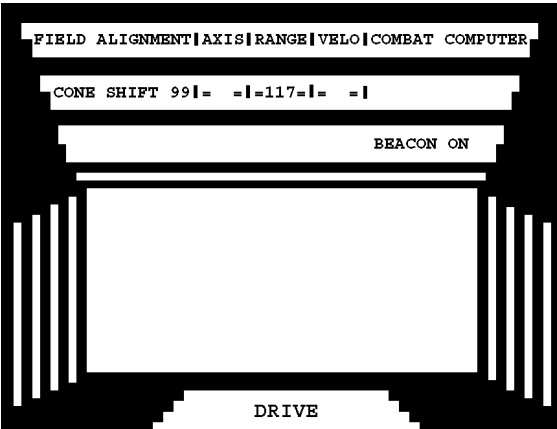 FIELD ALIGNMENT|AXIS|RANGE|VELO|COMBAT COMPUTER
CONE SHIFT 99|=  =|=117=|=  =|
BEACON ON
DRIVE